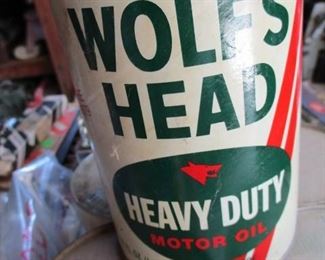 WOLF'S
HEAD
HEAVY DUTY
MOTOR OIL